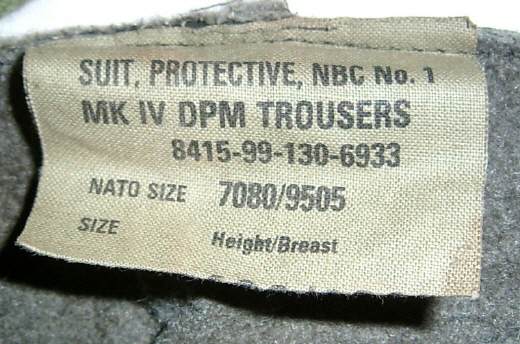 SUIT, PROTECTIVE, NBC No. 1
MK IV DPM TROUSERS
8415-99-130-6933
NATO SIZE 7080/9505
SIZE Height/Breast